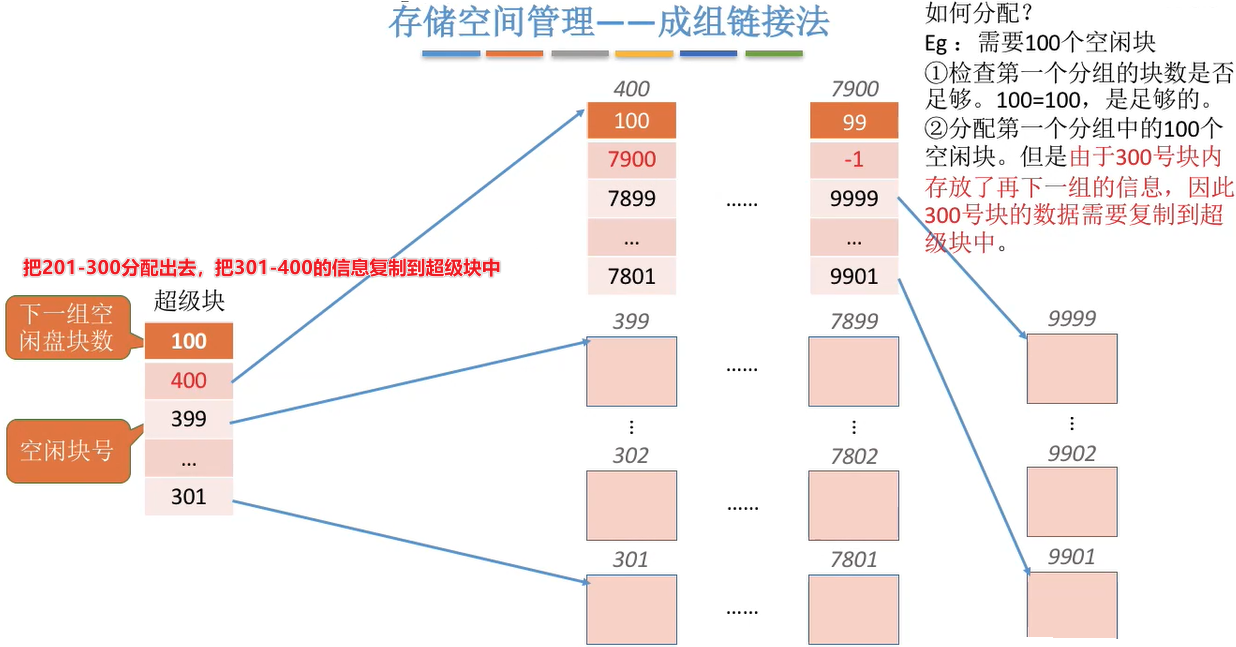 存储空间管理——成组链接法
如何分配？
Eg： 需要100个空闲块
①检查第一个分组的块数是否
足够。100=100，是足够的。
②分配第一个分组中的100个
空闲块。但是由于300号块内
存放了再下一组的信息，因此
300号块的数据需要复制到超
级块中。
把201-300分配出去，把301-400的信息复制到超级块中
超级块
下一组空
闲盘块数
空闲块号
100
400
399
...
301
400
100
7900
7899
...
7801
399
⋮
302
301
......
......
......
......
7900
99
-1
9999
...
9901
7899
⋮
7802
7801
9999
⋮
9902
9901